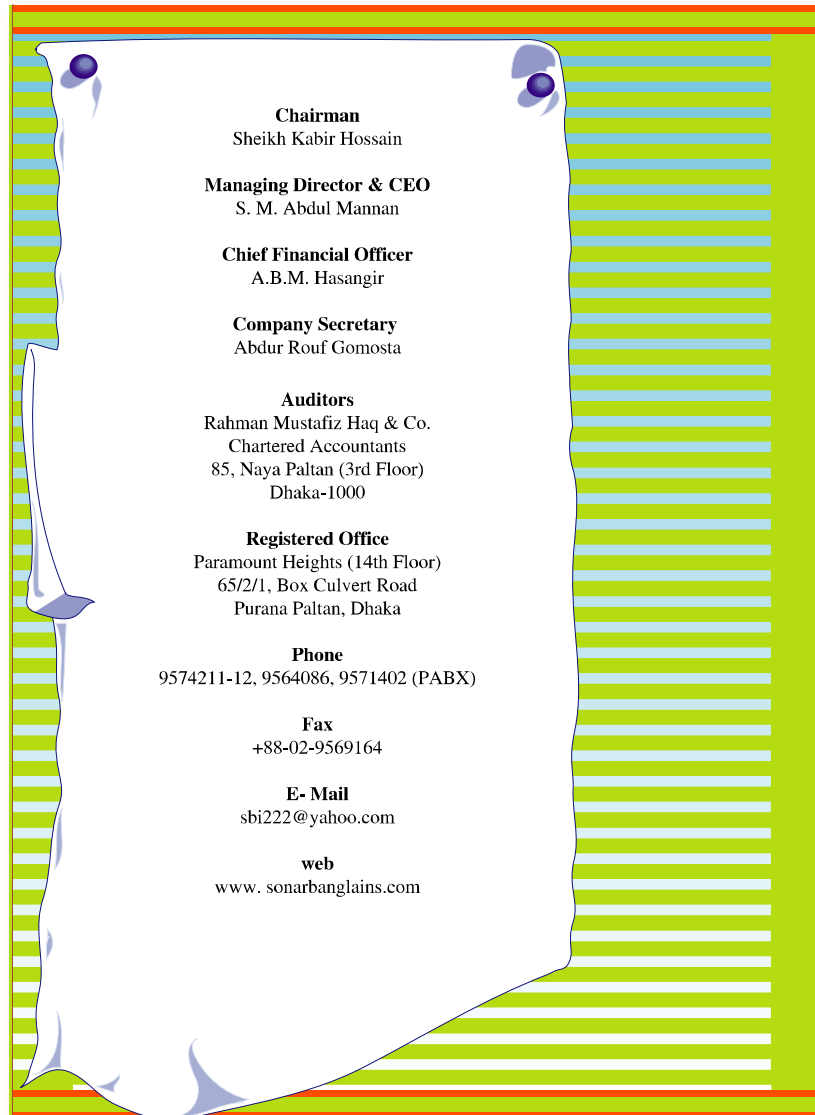 Chairman
Sheikh Kabir Hossain
Managing Director & CEO
S. M. Abdul Mannan
Chief Financial Officer
A.B.M. Hasangir
Company Secretary
Abdur Rouf Gomosta
Auditors
Rahman Mustafiz Haq & Co.
Chartered Accountants
85, Naya Paltan (3rd Floor)
Dhaka-1000
Registered Office
Paramount Heights (14th Floor)
65/2/1, Box Culvert Road
Purana Paltan, Dhaka
Phone
9574211-12, 9564086, 9571402 (PABX)
Fax
+88-02-9569164
E- Mail
sbi222@yahoo.com
web
www. sonarbanglains.com